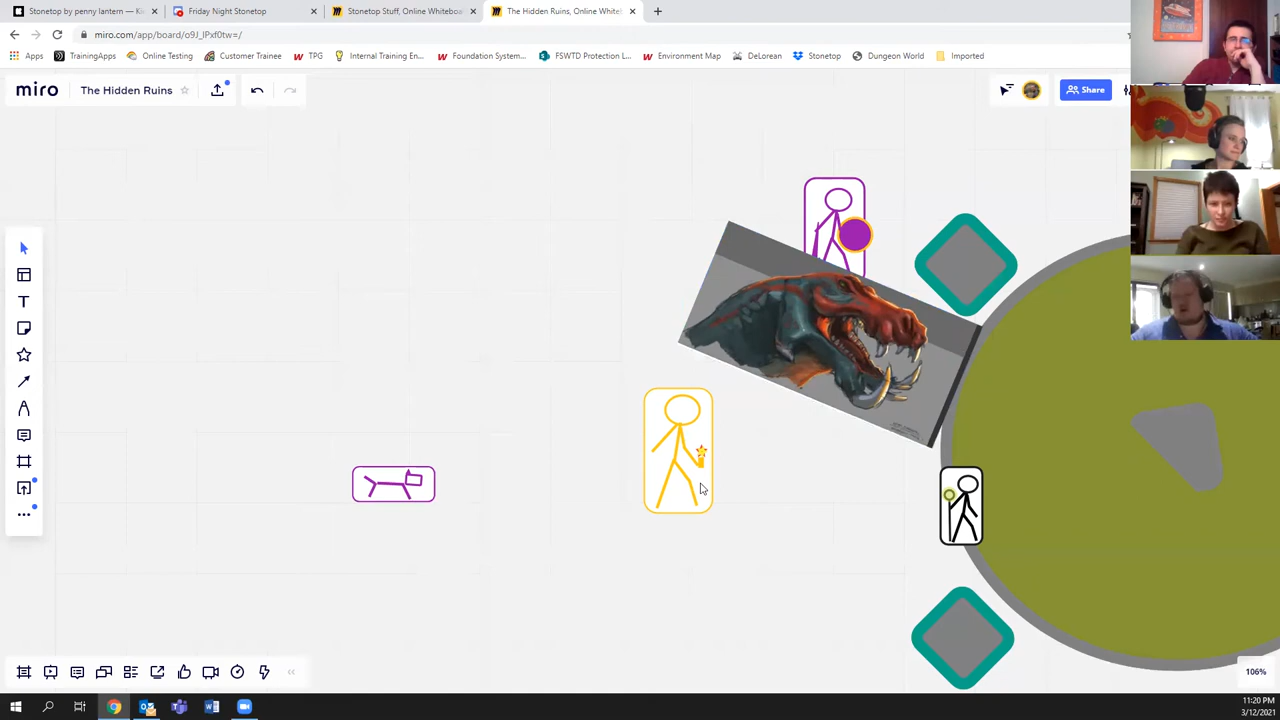 Stonetop by penny lantern — Ki
Friday Night Stonetop
Stonetop Stuff, Online Whiteboa
The Hidden Ruins, Online Whiteb
miro.com/app/board/o9J_lPxf0tw=/
Apps
TrainingApps
Online Testing
Customer Trainee
TPG
Internal Training En...
Foundation System...
FSWTD Protection L...
Environment Map
DeLorean
Stonetop
Dungeon World
Imported
miro
The Hidden Ruins
Share
106%
11:20 PM
3/12/2021